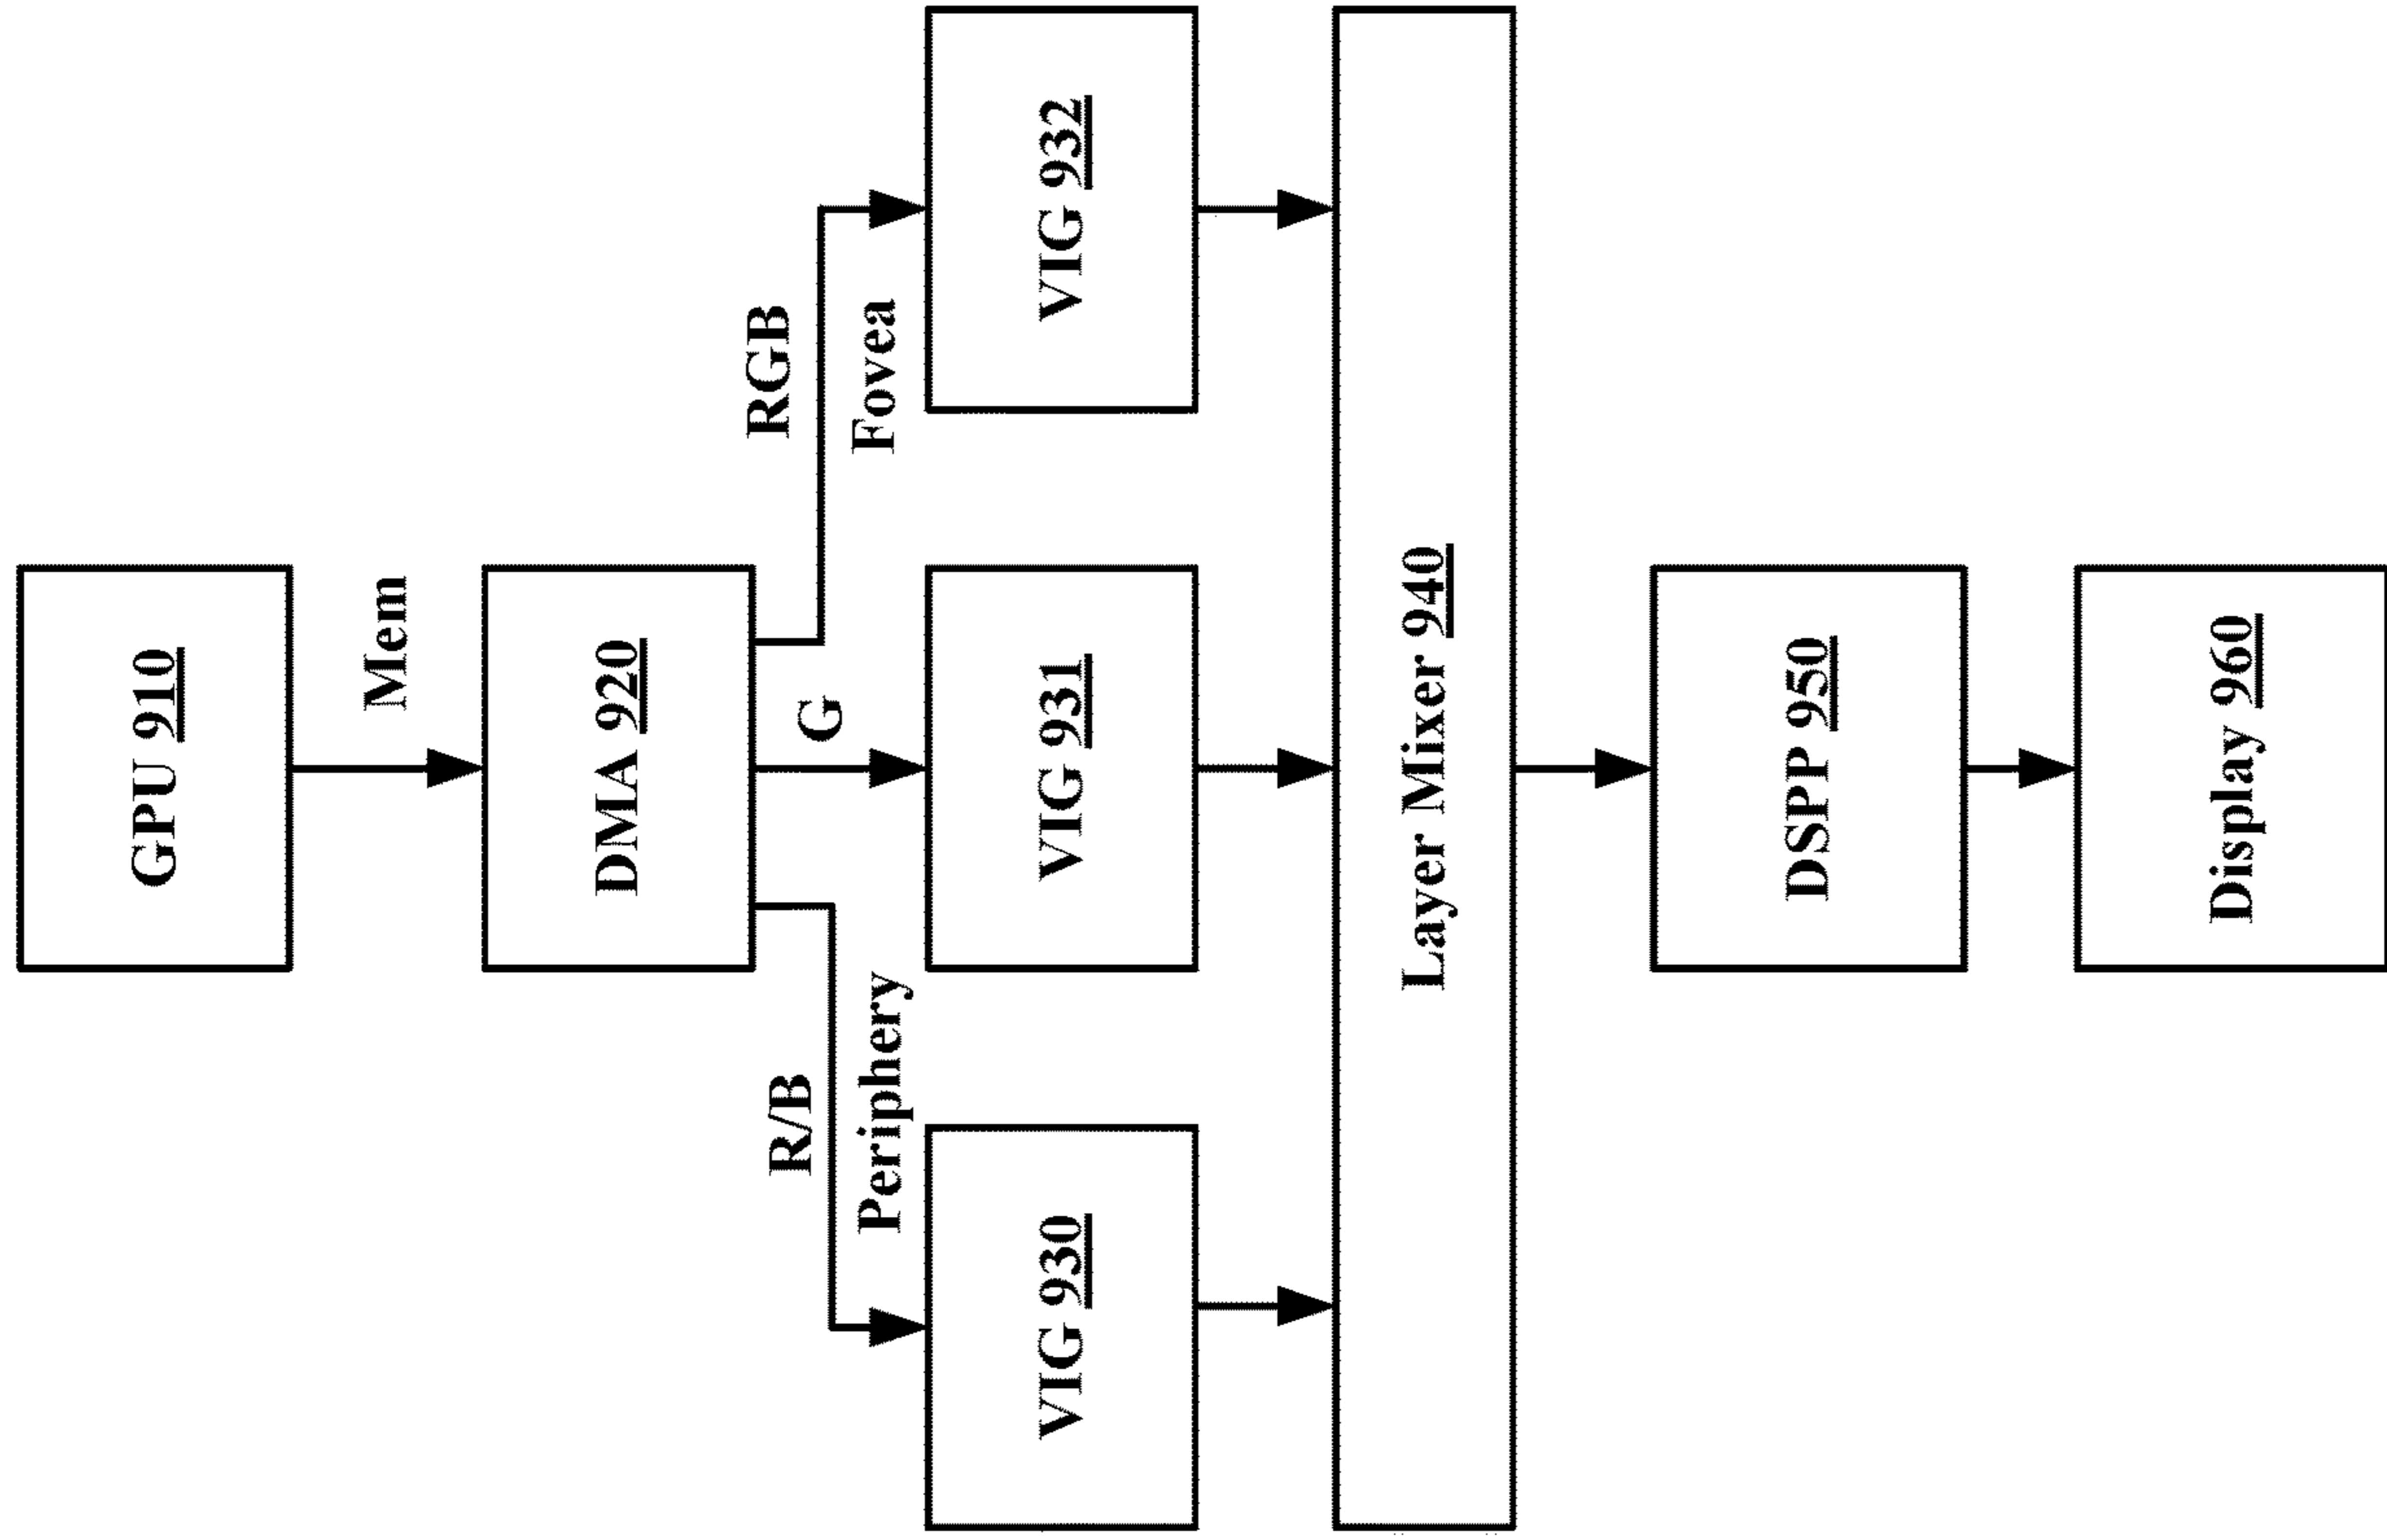 GPU 910
Mem
DMA 920
R/B
G
RGB
Periphery
Fovea
VIG 930
VIG 931
VIG 932
Layer Mixer 940
DSPP 950
Display 960